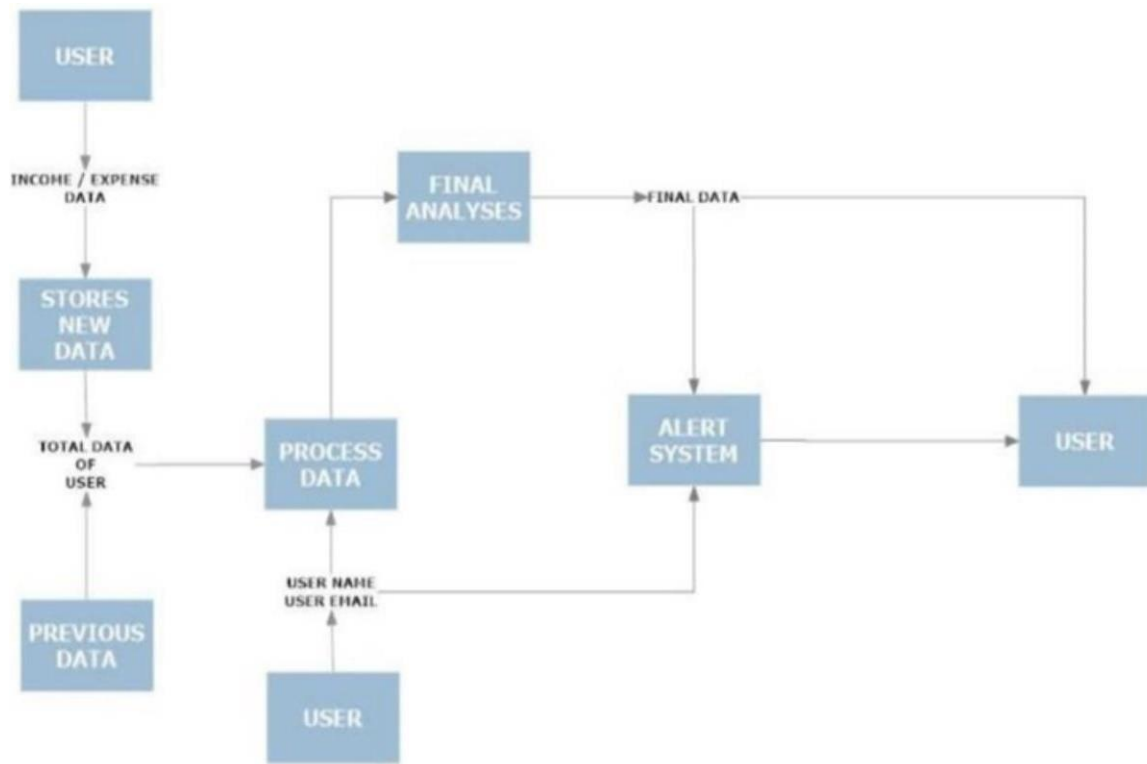 USER
INCOME / EXPENSE
DATA
STORES
NEW
DATA
TOTAL DATA
OF
USER
PREVIOUS
DATA
PROCESS
DATA
USER NAME
USER EMAIL
USER
FINAL
ANALYSES
FINAL DATA
ALERT
SYSTEM
USER